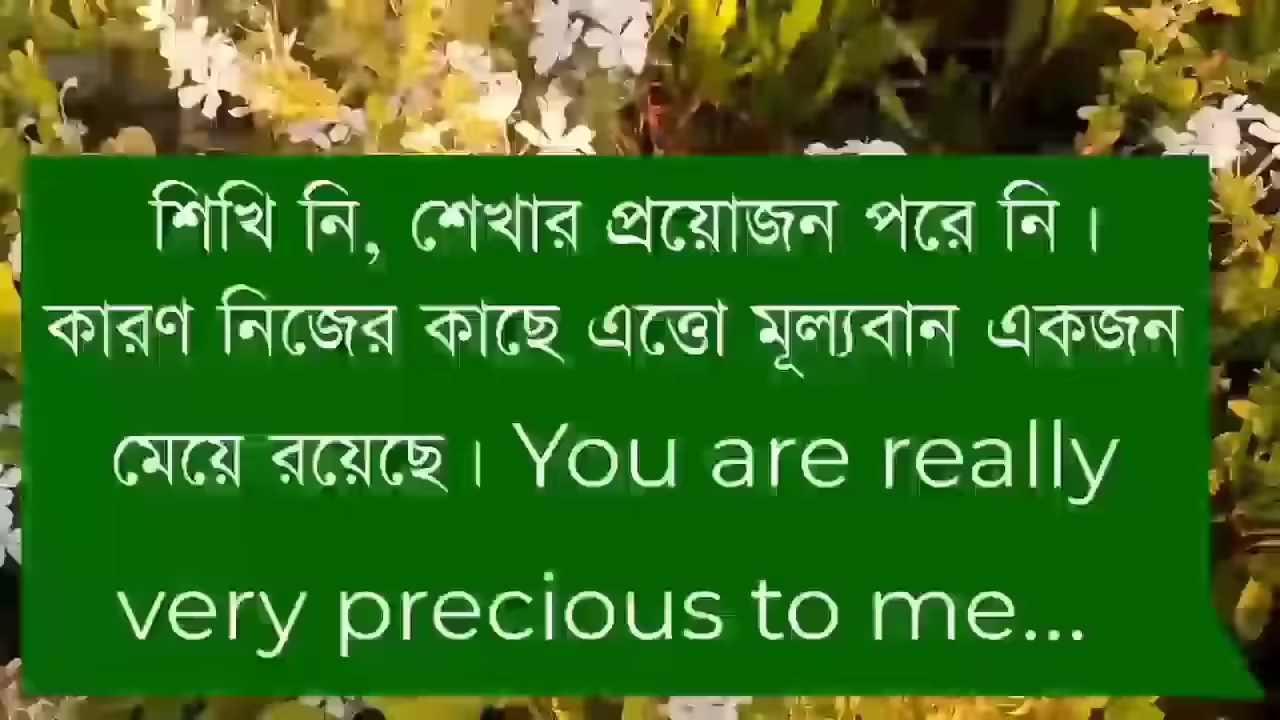 শিখি নি, শেখার প্রয়োজন পরে নি ।
কারণ নিজের কাছে এত্তো মূল্যবান একজন
মেয়ে রয়েছে । You are really
very precious to me...